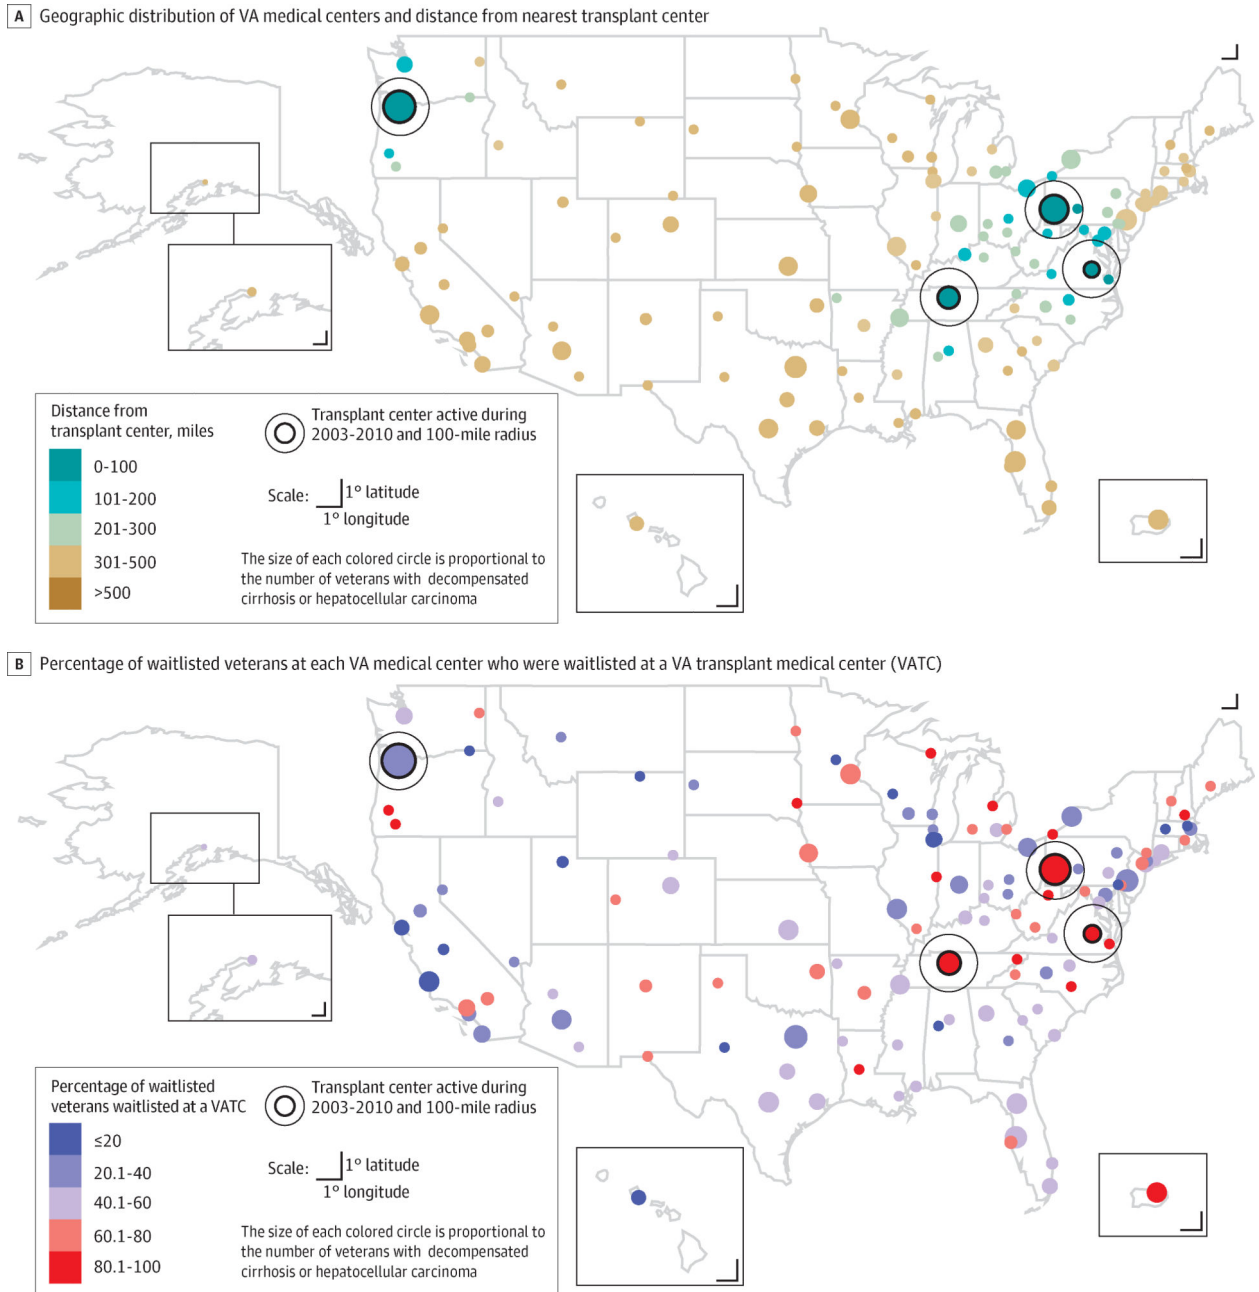 A Geographic distribution of VA medical centers and distance from nearest transplant center
Distance from
transplant center, miles
0-100
101-200
201-300
301-500
>500
Transplant center active during
2003-2010 and 100-mile radius
Scale: 1° latitude
1° longitude
The size of each colored circle is proportional to
the number of veterans with decompensated
cirrhosis or hepatocellular carcinoma
B Percentage of waitlisted veterans at each VA medical center who were waitlisted at a VA transplant medical center (VATC)
Percentage of waitlisted
veterans waitlisted at a VATC
≤20
20.1-40
40.1-60
60.1-80
80.1-100
Transplant center active during
2003-2010 and 100-mile radius
Scale: 1° latitude
1° longitude
The size of each colored circle is proportional to
the number of veterans with decompensated
cirrhosis or hepatocellular carcinoma